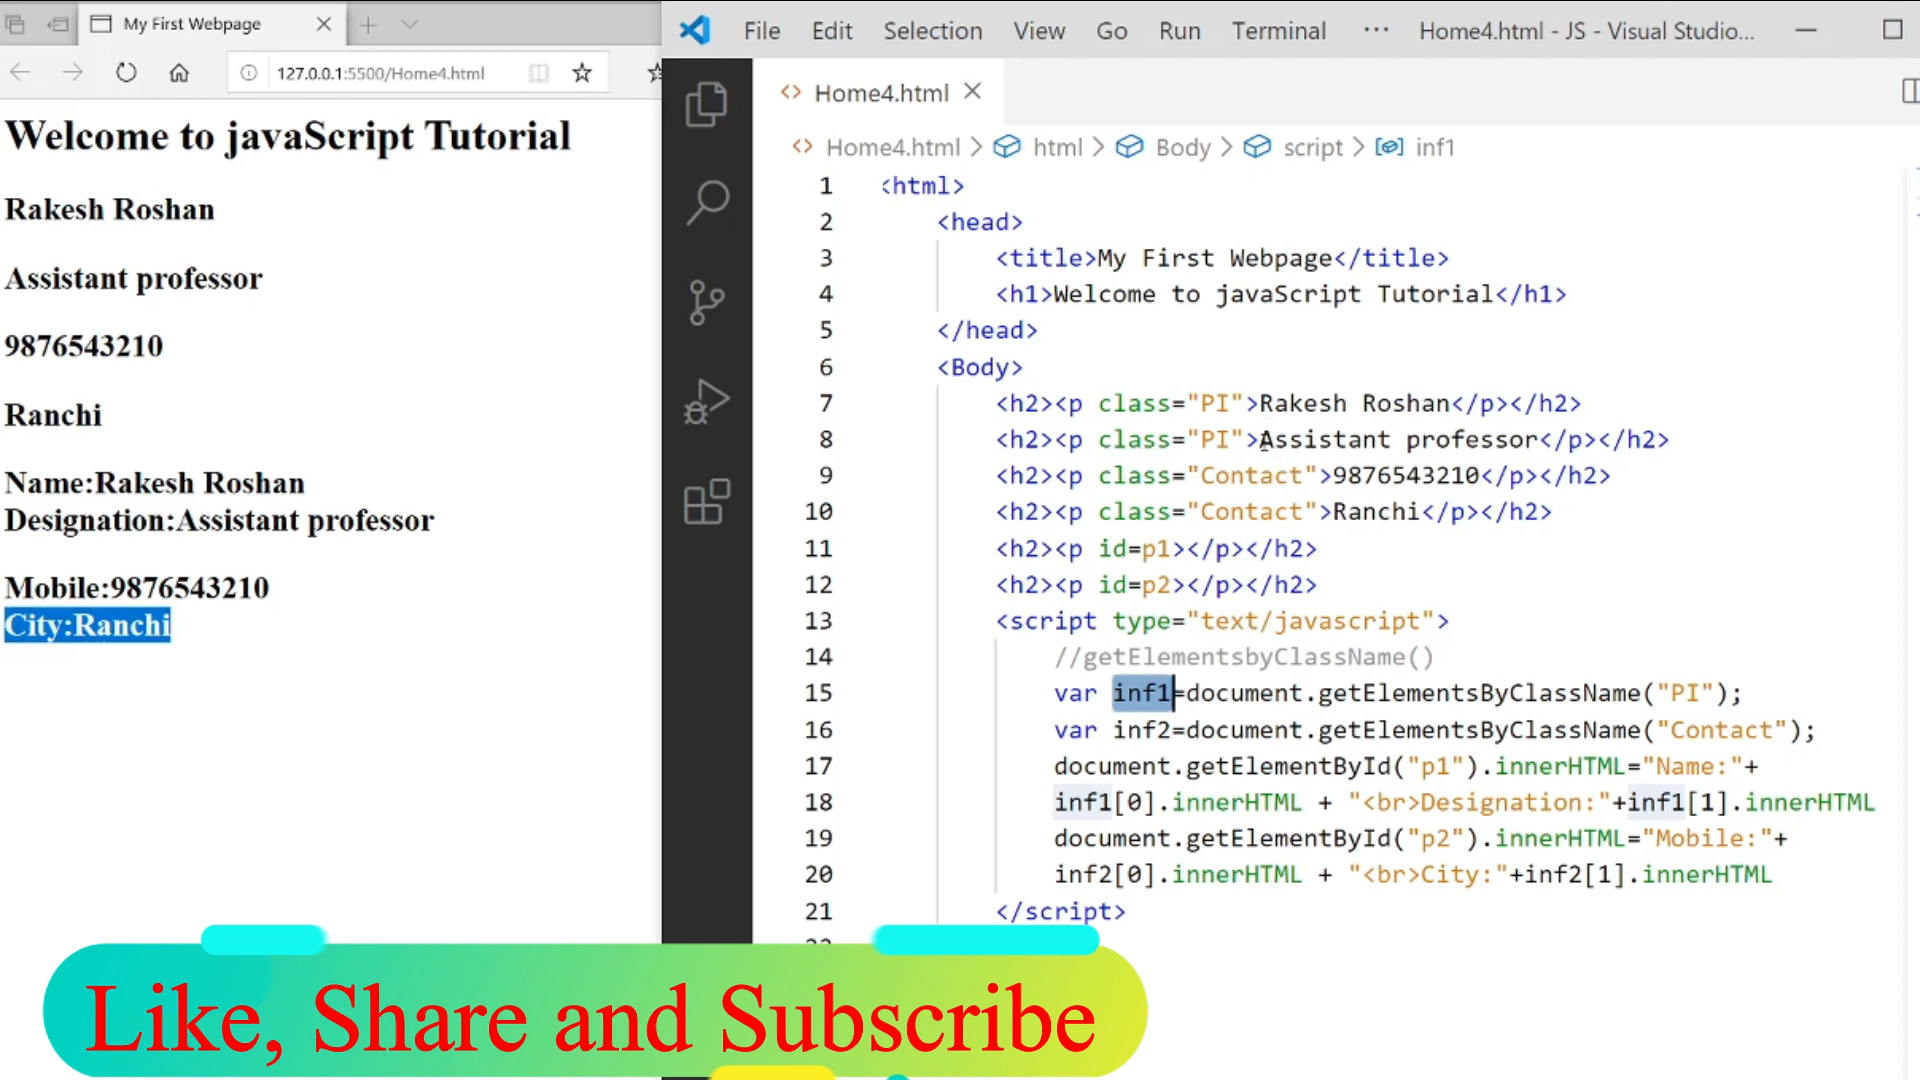 My First Webpage
127.0.0.1:5500/Home4.html
Welcome to javaScript Tutorial
Rakesh Roshan
Assistant professor
9876543210
Ranchi
Name:Rakesh Roshan
Designation:Assistant professor
Mobile:9876543210
City:Ranchi
File Edit Selection View Go Run Terminal ··· Home4.html - JS - Visual Studio...
<> Home4.html
<> Home4.html > html > Body > script > inf1
1 <html>
2 <head>
3 <title>My First Webpage</title>
4 <h1>Welcome to javaScript Tutorial</h1>
5 </head>
6 <Body>
7 <h2><p class="PI">Rakesh Roshan</p></h2>
8 <h2><p class="PI">Assistant professor</p></h2>
9 <h2><p class="Contact">9876543210</p></h2>
10 <h2><p class="Contact">Ranchi</p></h2>
11 <h2><p id=p1></p></h2>
12 <h2><p id=p2></p></h2>
13 <script type="text/javascript">
14 //getElementsbyClassName()
15 var inf1=document.getElementsByClassName("PI");
16 var inf2=document.getElementsByClassName("Contact");
17 document.getElementById("p1").innerHTML="Name:"+
18 inf1[0].innerHTML + "<br>Designation:"+inf1[1].innerHTML
19 document.getElementById("p2").innerHTML="Mobile:"+
20 inf2[0].innerHTML + "<br>City:"+inf2[1].innerHTML
21 </script>
Like, Share and Subscribe